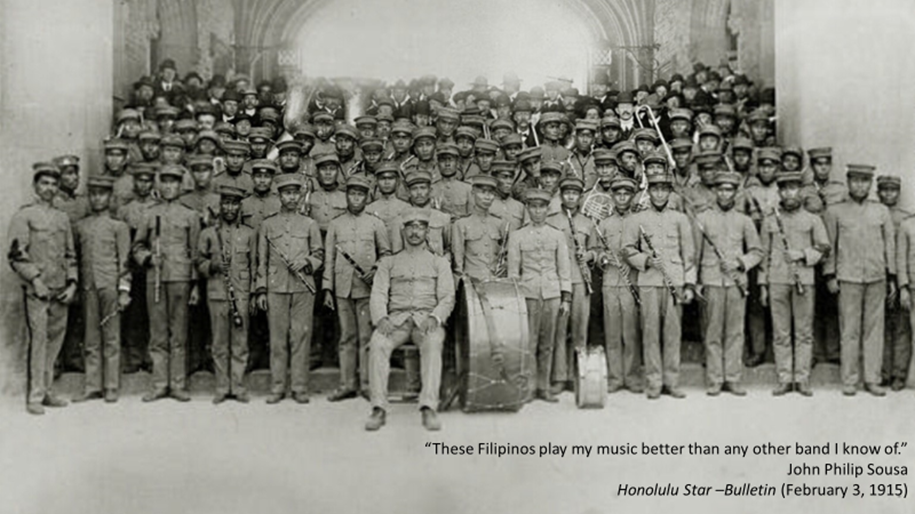 “These Filipinos play my music better than any other band I know of.”
John Philip Sousa
Honolulu Star –Bulletin (February 3, 1915)